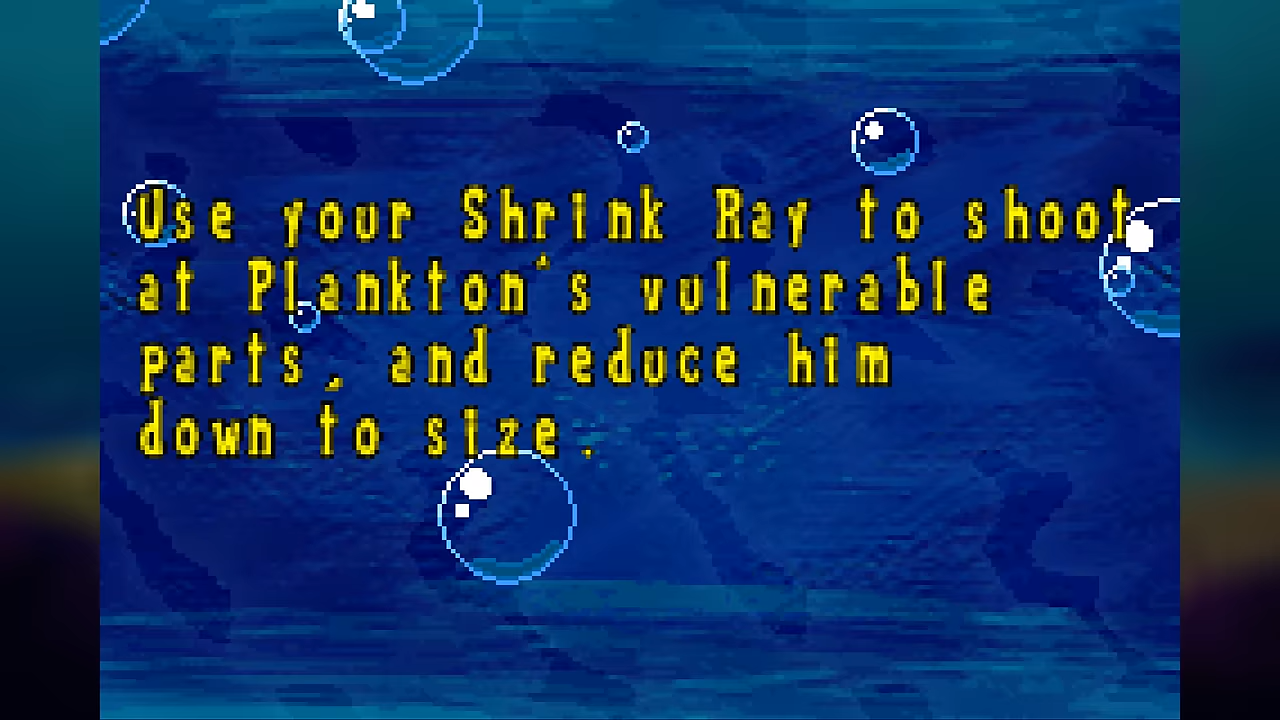 Use your Shrink Ray to shoot
at Plankton's vulnerable
parts, and reduce him
down to size.